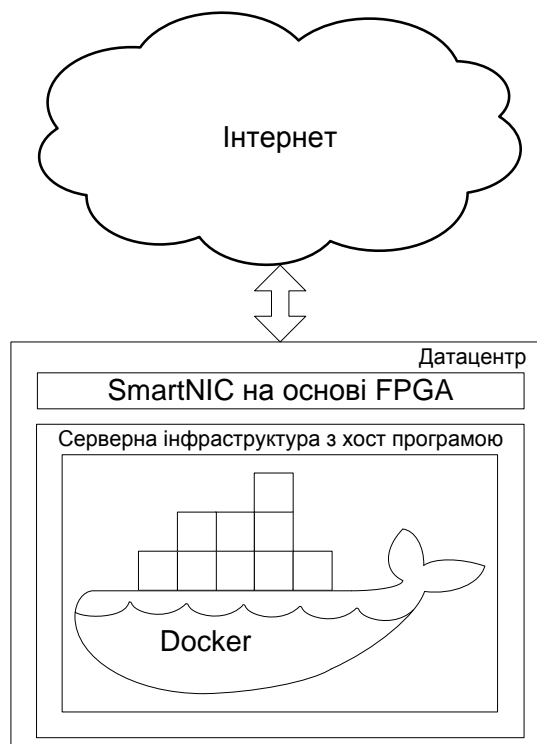 Інтернет
Датацентр
SmartNIC на основі FPGA
Серверна інфраструктура з хост програмою
Docker